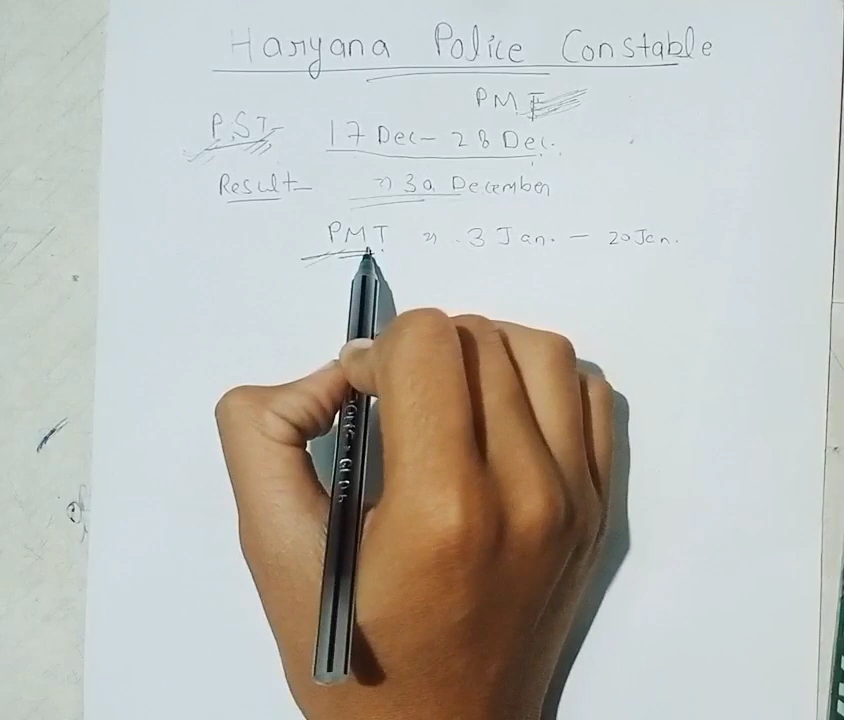 Haryana Police Constable
PMT
P.S.T 17 Dec - 28 Dec.
Result 30 December
PMT 3 Jan. - 20 Jan.